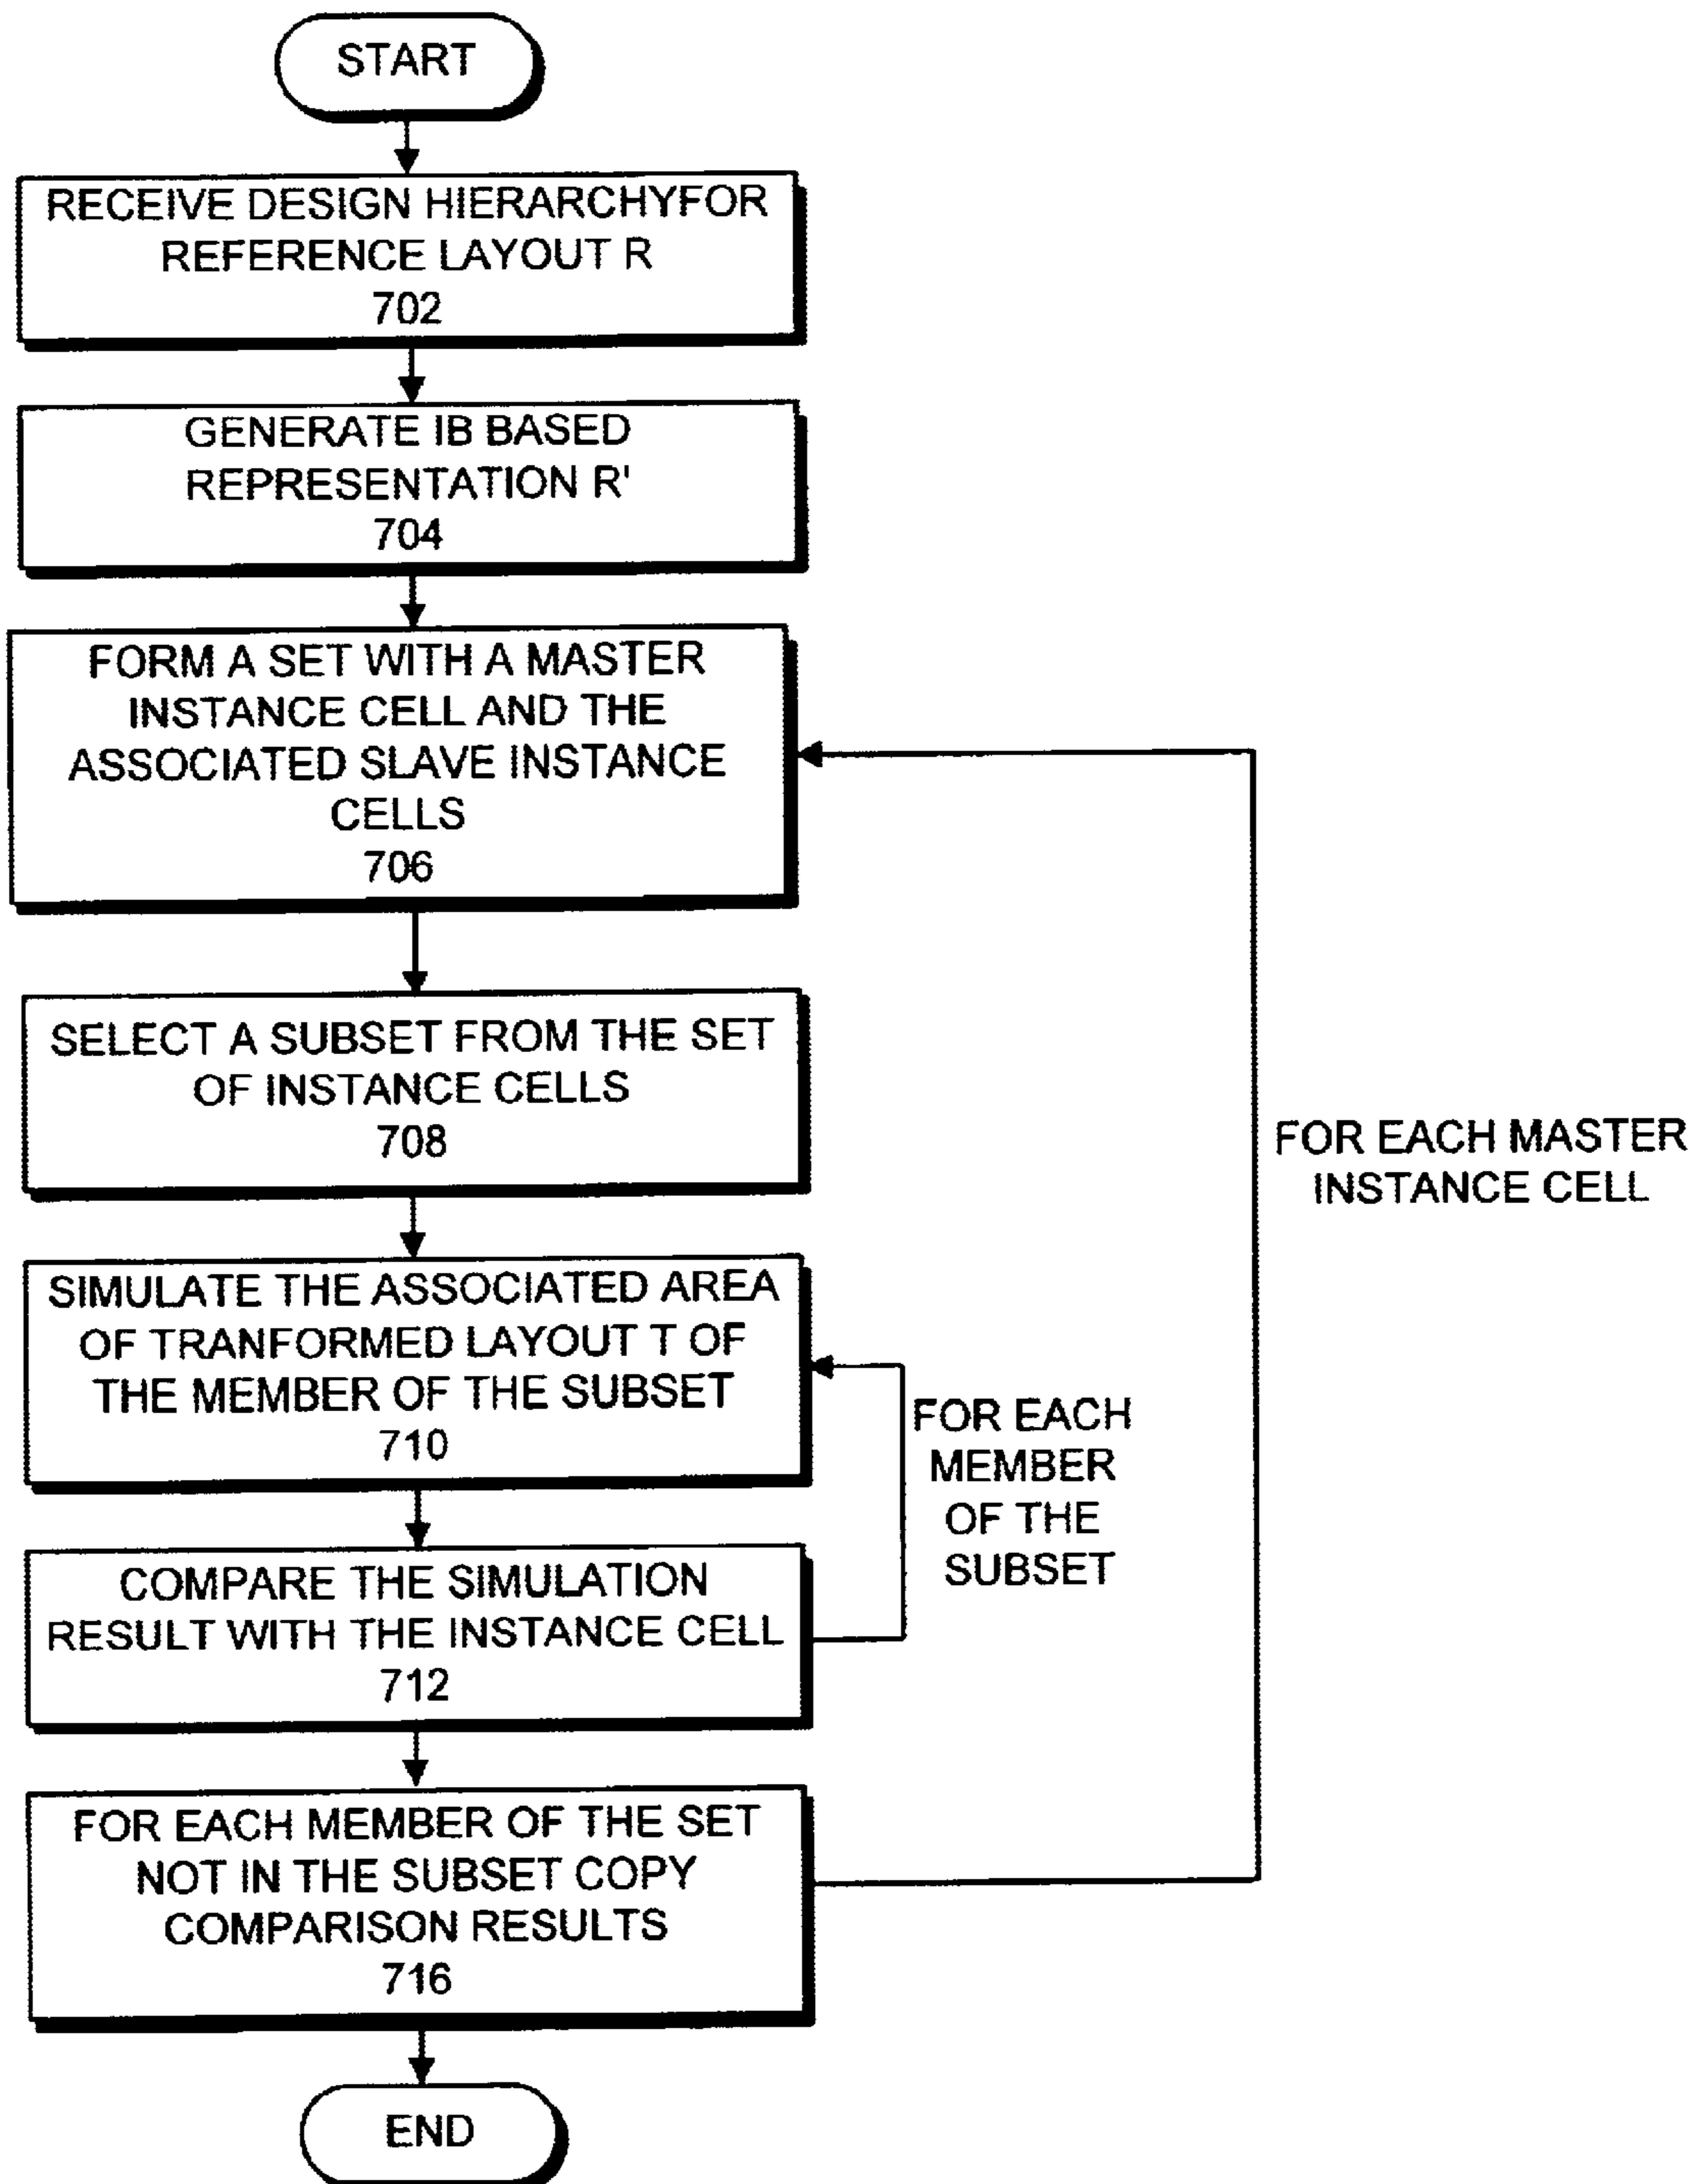 START
RECEIVE DESIGN HIERARCHYFOR
REFERENCE LAYOUT R
702
GENERATE IB BASED
REPRESENTATION R'
704
FORM A SET WITH A MASTER
INSTANCE CELL AND THE
ASSOCIATED SLAVE INSTANCE
CELLS
706
SELECT A SUBSET FROM THE SET
OF INSTANCE CELLS
708
FOR EACH MASTER
INSTANCE CELL
SIMULATE THE ASSOCIATED AREA
OF TRANFORMED LAYOUT T OF
THE MEMBER OF THE SUBSET
710
FOR EACH
MEMBER
OF THE
SUBSET
COMPARE THE SIMULATION
RESULT WITH THE INSTANCE CELL
712
FOR EACH MEMBER OF THE SET
NOT IN THE SUBSET COPY
COMPARISON RESULTS
716
END